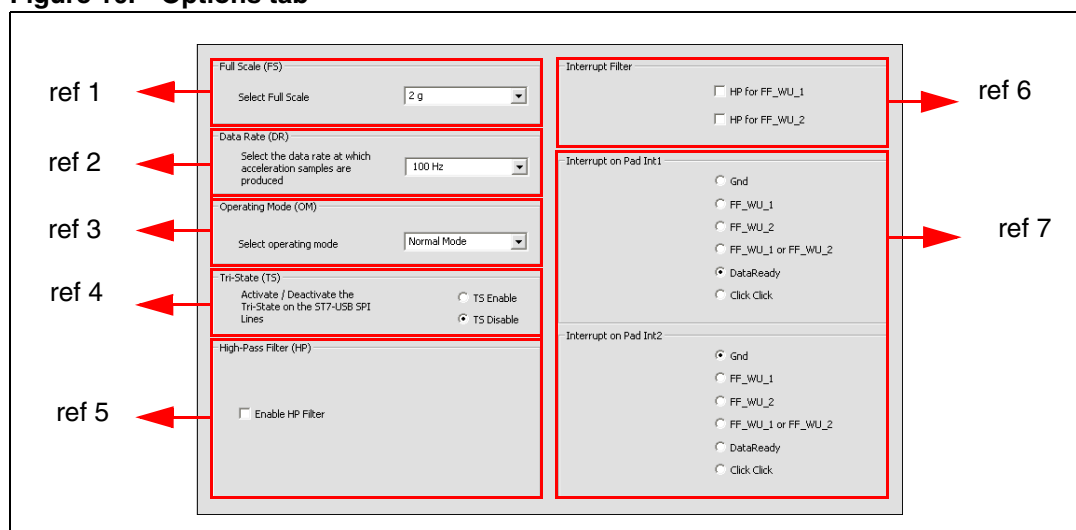 Figure 10. Options tab
ref 1
Full Scale (FS)
Select Full Scale
2 g
ref 2
Data Rate (DR)
Select the data rate at which
acceleration samples are
produced
100 Hz
ref 3
Operating Mode (OM)
Select operating mode
Normal Mode
ref 4
Tri-State (TS)
Activate / Deactivate the
Tri-State on the ST7-USB SPI
Lines
TS Enable
TS Disable
ref 5
High-Pass Filter (HP)
Enable HP Filter
Interrupt Filter
HP for FF_WU_1
HP for FF_WU_2
ref 6
Interrupt on Pad Int1
Gnd
FF_WU_1
FF_WU_2
FF_WU_1 or FF_WU_2
DataReady
Click Click
ref 7
Interrupt on Pad Int2
Gnd
FF_WU_1
FF_WU_2
FF_WU_1 or FF_WU_2
DataReady
Click Click